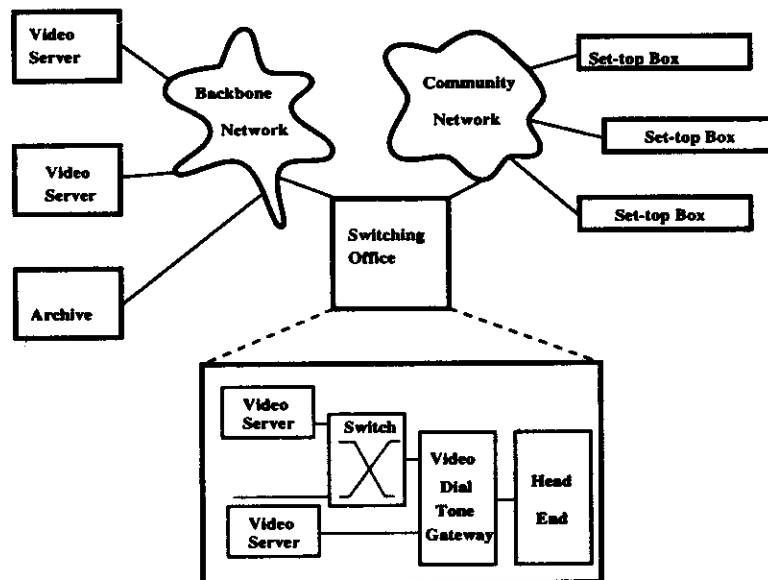 Video
Server
Backbone
Network
Community
Network
Set-top Box
Set-top Box
Set-top Box
Video
Server
Archive
Switching
Office
Video
Server
Switch
Video
Dial
Tone
Gateway
Head
End
Video
Server